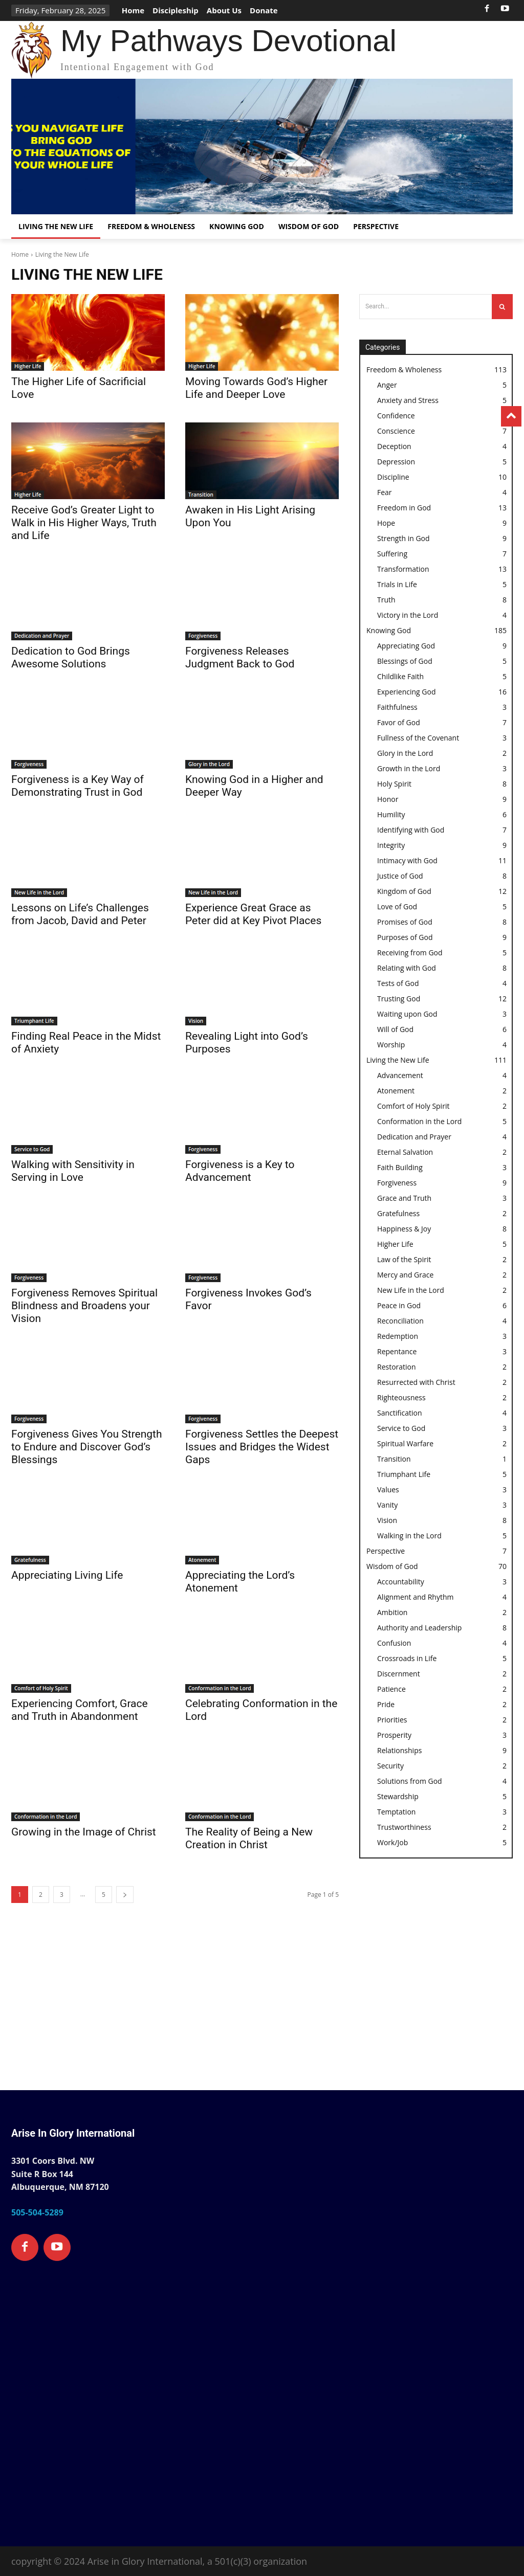 Friday, February 28, 2025 Home Discipleship About Us Donate
My Pathways Devotional
Intentional Engagement with God
S YOU NAVIGATE LIFE
BRING GOD
TO THE EQUATIONS OF
YOUR WHOLE LIFE
LIVING THE NEW LIFE FREEDOM & WHOLENESS KNOWING GOD WISDOM OF GOD PERSPECTIVE
Home › Living the New Life
LIVING THE NEW LIFE
Higher Life
The Higher Life of Sacrificial
Love
Higher Life
Moving Towards God's Higher
Life and Deeper Love
Higher Life
Receive God's Greater Light to
Walk in His Higher Ways, Truth
and Life
Transition
Awaken in His Light Arising
Upon You
Dedication and Prayer
Dedication to God Brings
Awesome Solutions
Forgiveness
Forgiveness Releases
Judgment Back to God
Forgiveness
Forgiveness is a Key Way of
Demonstrating Trust in God
Glory in the Lord
Knowing God in a Higher and
Deeper Way
New Life in the Lord
Lessons on Life's Challenges
from Jacob, David and Peter
New Life in the Lord
Experience Great Grace as
Peter did at Key Pivot Places
Triumphant Life
Finding Real Peace in the Midst
of Anxiety
Vision
Revealing Light into God's
Purposes
Service to God
Walking with Sensitivity in
Serving in Love
Forgiveness
Forgiveness is a Key to
Advancement
Forgiveness
Forgiveness Removes Spiritual
Blindness and Broadens your
Vision
Forgiveness
Forgiveness Invokes God's
Favor
Forgiveness
Forgiveness Gives You Strength
to Endure and Discover God's
Blessings
Forgiveness
Forgiveness Settles the Deepest
Issues and Bridges the Widest
Gaps
Gratefulness
Appreciating Living Life
Atonement
Appreciating the Lord's
Atonement
Comfort of Holy Spirit
Experiencing Comfort, Grace
and Truth in Abandonment
Conformation in the Lord
Celebrating Conformation in the
Lord
Conformation in the Lord
Growing in the Image of Christ
Conformation in the Lord
The Reality of Being a New
Creation in Christ
1 2 3 ... 5 Page 1 of 5
Search...
Categories
Freedom & Wholeness 113
Anger 5
Anxiety and Stress 5
Confidence
Conscience 7
Deception 4
Depression 5
Discipline 10
Fear 4
Freedom in God 13
Hope 9
Strength in God 9
Suffering 7
Transformation 13
Trials in Life 5
Truth 8
Victory in the Lord 4
Knowing God 185
Appreciating God 9
Blessings of God 5
Childlike Faith 5
Experiencing God 16
Faithfulness 3
Favor of God 7
Fullness of the Covenant 3
Glory in the Lord 2
Growth in the Lord 3
Holy Spirit 8
Honor 9
Humility 6
Identifying with God 7
Integrity 9
Intimacy with God 11
Justice of God 8
Kingdom of God 12
Love of God 5
Promises of God 8
Purposes of God 9
Receiving from God 5
Relating with God 8
Tests of God 4
Trusting God 12
Waiting upon God 3
Will of God 6
Worship 4
Living the New Life 111
Advancement 4
Atonement 2
Comfort of Holy Spirit 2
Conformation in the Lord 5
Dedication and Prayer 4
Eternal Salvation 2
Faith Building 3
Forgiveness 9
Grace and Truth 3
Gratefulness 2
Happiness & Joy 8
Higher Life 5
Law of the Spirit 2
Mercy and Grace 2
New Life in the Lord 2
Peace in God 6
Reconciliation 4
Redemption 3
Repentance 3
Restoration 2
Resurrected with Christ 2
Righteousness 2
Sanctification 4
Service to God 3
Spiritual Warfare 2
Transition 1
Triumphant Life 5
Values 3
Vanity 3
Vision 8
Walking in the Lord 5
Perspective 7
Wisdom of God 70
Accountability 3
Alignment and Rhythm 4
Ambition 2
Authority and Leadership 8
Confusion 4
Crossroads in Life 5
Discernment 2
Patience 2
Pride 2
Priorities 2
Prosperity 3
Relationships 9
Security 2
Solutions from God 4
Stewardship 5
Temptation 3
Trustworthiness 2
Work/Job 5
Arise In Glory International
3301 Coors Blvd. NW
Suite R Box 144
Albuquerque, NM 87120
505-504-5289
copyright © 2024 Arise in Glory International, a 501(c)(3) organization